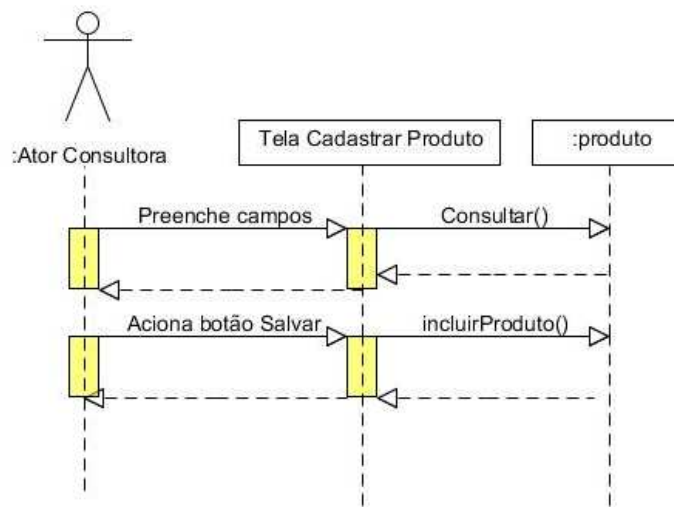 :Ator Consultora
Tela Cadastrar Produto
:produto
Preenche campos
Consultar()
Aciona botão Salvar
incluirProduto()